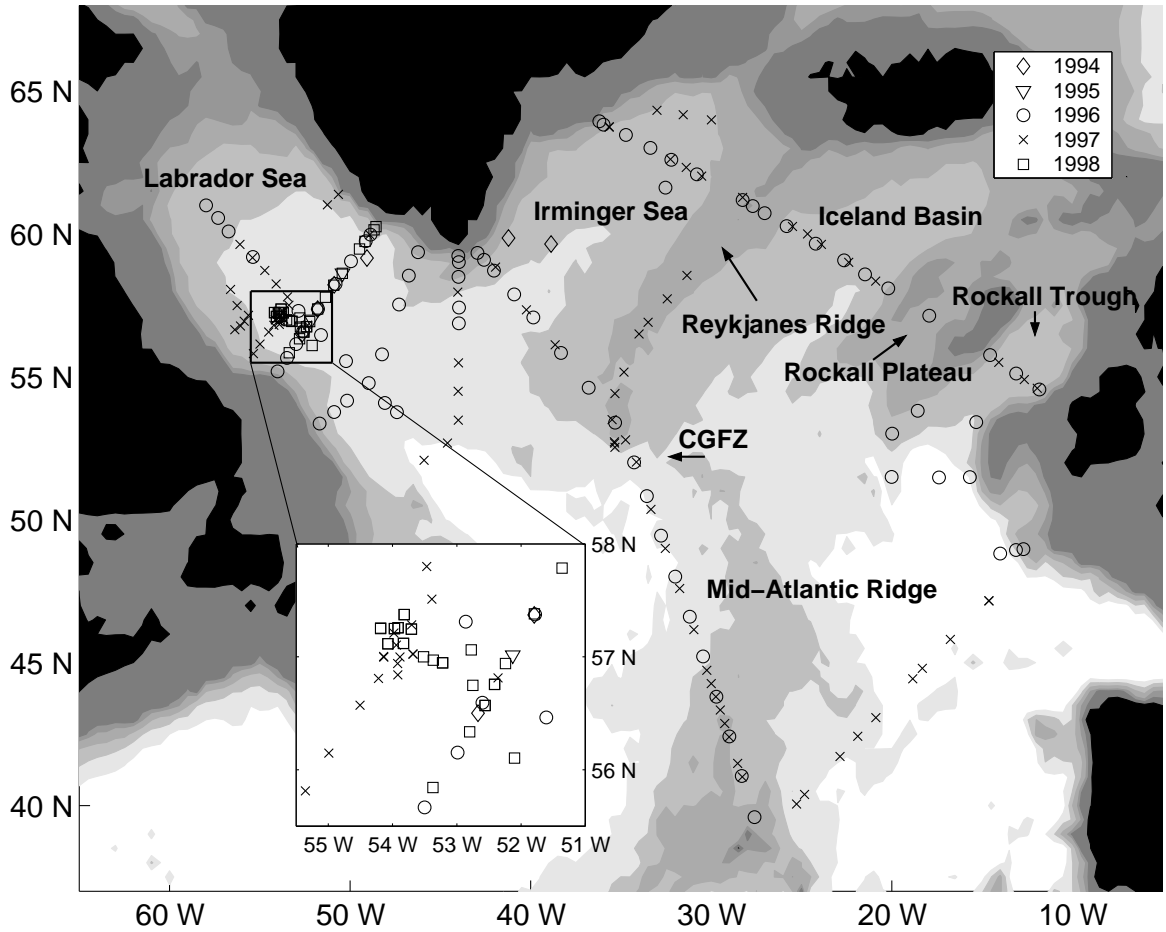 65 N
60 N
55 N
50 N
45 N
40 N
1994
1995
1996
1997
1998
Labrador Sea
Irminger Sea
Iceland Basin
Reykjanes Ridge
Rockall Trough
Rockall Plateau
CGFZ
Mid−Atlantic Ridge
58 N
57 N
56 N
55 W
54 W
53 W
52 W
51 W
60 W
50 W
40 W
30 W
20 W
10 W